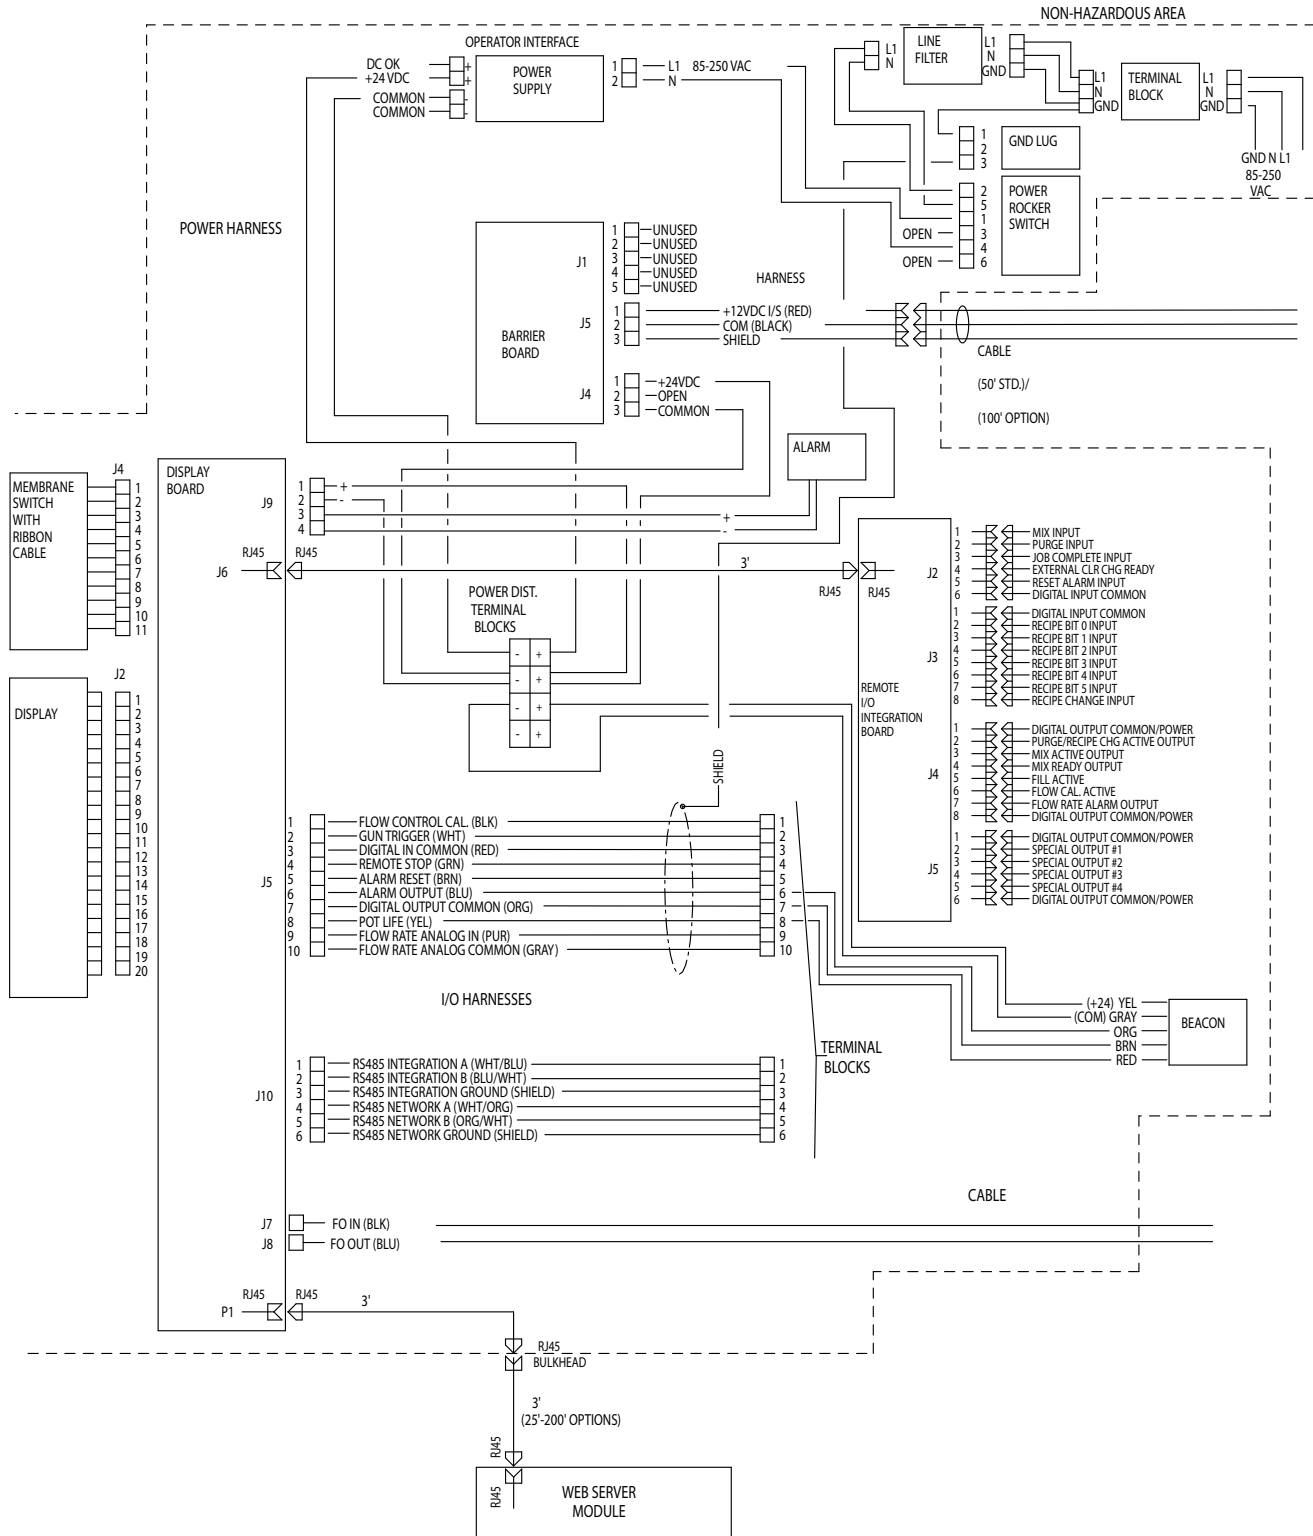 NON-HAZARDOUS AREA
OPERATOR INTERFACE
DC OK
+24 VDC
COMMON
COMMON
+
+
-
-
POWER
SUPPLY
1
2
L1 85-250 VAC
N
L1
N
LINE
FILTER
L1
N
GND
L1
N
GND
TERMINAL
BLOCK
L1
N
GND
GND N L1
85-250
VAC
1
2
3
GND LUG
2
5
1
3
4
6
OPEN
OPEN
POWER
ROCKER
SWITCH
POWER HARNESS
BARRIER
BOARD
J1
1 UNUSED
2 UNUSED
3 UNUSED
4 UNUSED
5 UNUSED
HARNESS
J5
1 +12VDC I/S (RED)
2 COM (BLACK)
3 SHIELD
J4
1 +24VDC
2 OPEN
3 COMMON
CABLE
(50' STD.)/
(100' OPTION)
ALARM
MEMBRANE
SWITCH
WITH
RIBBON
CABLE
J4
1
2
3
4
5
6
7
8
9
10
11
DISPLAY
BOARD
J9
1 +
2 -
3 +
4 -
J6
RJ45
RJ45
3'
RJ45
RJ45
POWER DIST.
TERMINAL
BLOCKS
- +
- +
- +
- +
DISPLAY
J2
1
2
3
4
5
6
7
8
9
10
11
12
13
14
15
16
17
18
19
20
REMOTE
I/O
INTEGRATION
BOARD
J2
1 MIX INPUT
2 PURGE INPUT
3 JOB COMPLETE INPUT
4 EXTERNAL CLR CHG READY
5 RESET ALARM INPUT
6 DIGITAL INPUT COMMON
J3
1 DIGITAL INPUT COMMON
2 RECIPE BIT 0 INPUT
3 RECIPE BIT 1 INPUT
4 RECIPE BIT 2 INPUT
5 RECIPE BIT 3 INPUT
6 RECIPE BIT 4 INPUT
7 RECIPE BIT 5 INPUT
8 RECIPE CHANGE INPUT
J4
1 DIGITAL OUTPUT COMMON/POWER
2 PURGE/RECIPE CHG ACTIVE OUTPUT
3 MIX ACTIVE OUTPUT
4 MIX READY OUTPUT
5 FILL ACTIVE
6 FLOW CAL. ACTIVE
7 FLOW RATE ALARM OUTPUT
8 DIGITAL OUTPUT COMMON/POWER
J5
1 DIGITAL OUTPUT COMMON/POWER
2 SPECIAL OUTPUT #1
3 SPECIAL OUTPUT #2
4 SPECIAL OUTPUT #3
5 SPECIAL OUTPUT #4
6 DIGITAL OUTPUT COMMON/POWER
SHIELD
J5
1 FLOW CONTROL CAL. (BLK) 1
2 GUN TRIGGER (WHT) 2
3 DIGITAL IN COMMON (RED) 3
4 REMOTE STOP (GRN) 4
5 ALARM RESET (BRN) 5
6 ALARM OUTPUT (BLU) 6
7 DIGITAL OUTPUT COMMON (ORG) 7
8 POT LIFE (YEL) 8
9 FLOW RATE ANALOG IN (PUR) 9
10 FLOW RATE ANALOG COMMON (GRAY) 10
I/O HARNESSES
(+24) YEL
(COM) GRAY
ORG
BRN
RED
BEACON
TERMINAL
BLOCKS
J10
1 RS485 INTEGRATION A (WHT/BLU) 1
2 RS485 INTEGRATION B (BLU/WHT) 2
3 RS485 INTEGRATION GROUND (SHIELD) 3
4 RS485 NETWORK A (WHT/ORG) 4
5 RS485 NETWORK B (ORG/WHT) 5
6 RS485 NETWORK GROUND (SHIELD) 6
CABLE
J7 FO IN (BLK)
J8 FO OUT (BLU)
P1
RJ45
RJ45
3'
RJ45
BULKHEAD
3'
(25'-200' OPTIONS)
RJ45
RJ45
WEB SERVER
MODULE